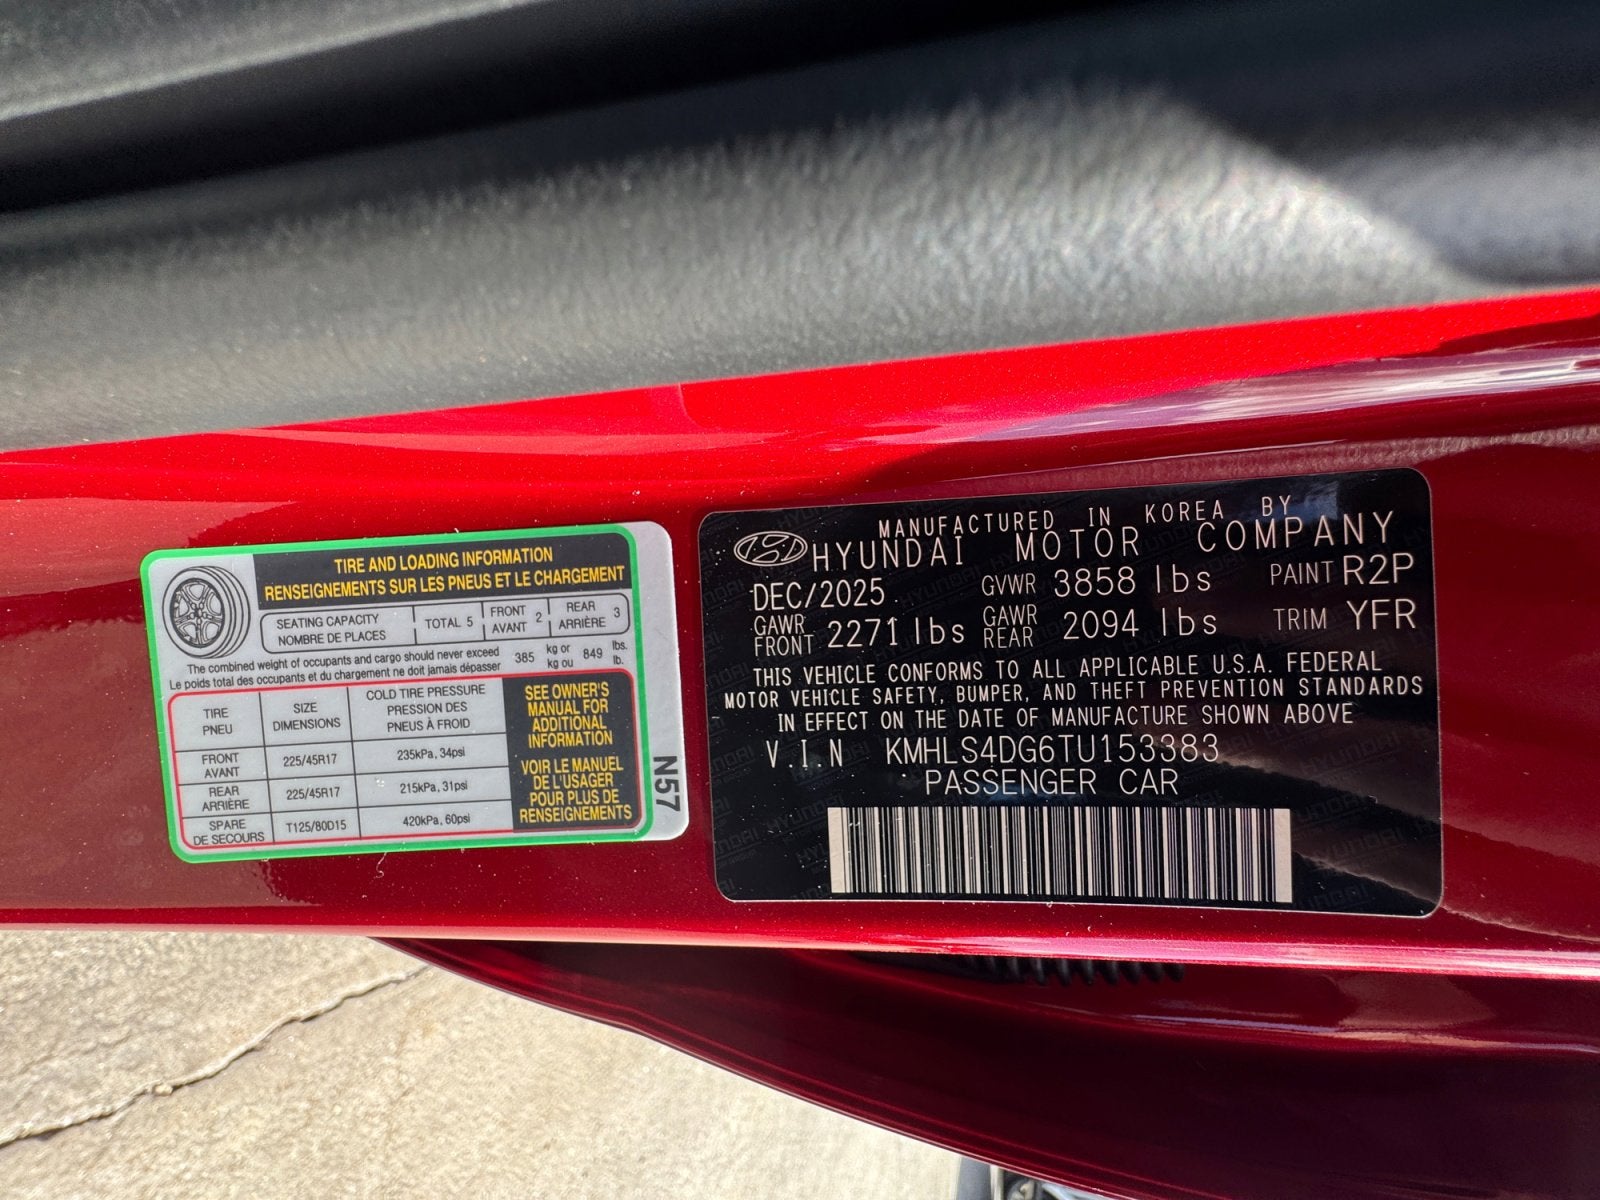 TIRE AND LOADING INFORMATION
RENSEIGNEMENTS SUR LES PNEUS ET LE CHARGEMENT
SEATING CAPACITY
NOMBRE DE PLACES
TOTAL 5
FRONT
AVANT 2
REAR
ARRIÈRE 3
The combined weight of occupants and cargo should never exceed
Le poids total des occupants et du chargement ne doit jamais dépasser
385
kg or
kg ou
849
lbs.
lb.
TIRE
PNEU
SIZE
DIMENSIONS
COLD TIRE PRESSURE
PRESSION DES
PNEUS À FROID
FRONT
AVANT
225/45R17
235kPa, 34psi
REAR
ARRIÈRE
225/45R17
215kPa, 31psi
SPARE
DE SECOURS
T125/80D15
420kPa, 60psi
SEE OWNER'S
MANUAL FOR
ADDITIONAL
INFORMATION
VOIR LE MANUEL
DE L'USAGER
POUR PLUS DE
RENSEIGNEMENTS
N57
MANUFACTURED IN KOREA BY
HYUNDAI MOTOR COMPANY
DEC/2025 GVWR 3858 lbs PAINT R2P
GAWR
FRONT 2271 lbs
GAWR
REAR 2094 lbs
TRIM YFR
THIS VEHICLE CONFORMS TO ALL APPLICABLE U.S.A. FEDERAL
MOTOR VEHICLE SAFETY, BUMPER, AND THEFT PREVENTION STANDARDS
IN EFFECT ON THE DATE OF MANUFACTURE SHOWN ABOVE
V.I.N KMHLS4DG6TU153383
PASSENGER CAR